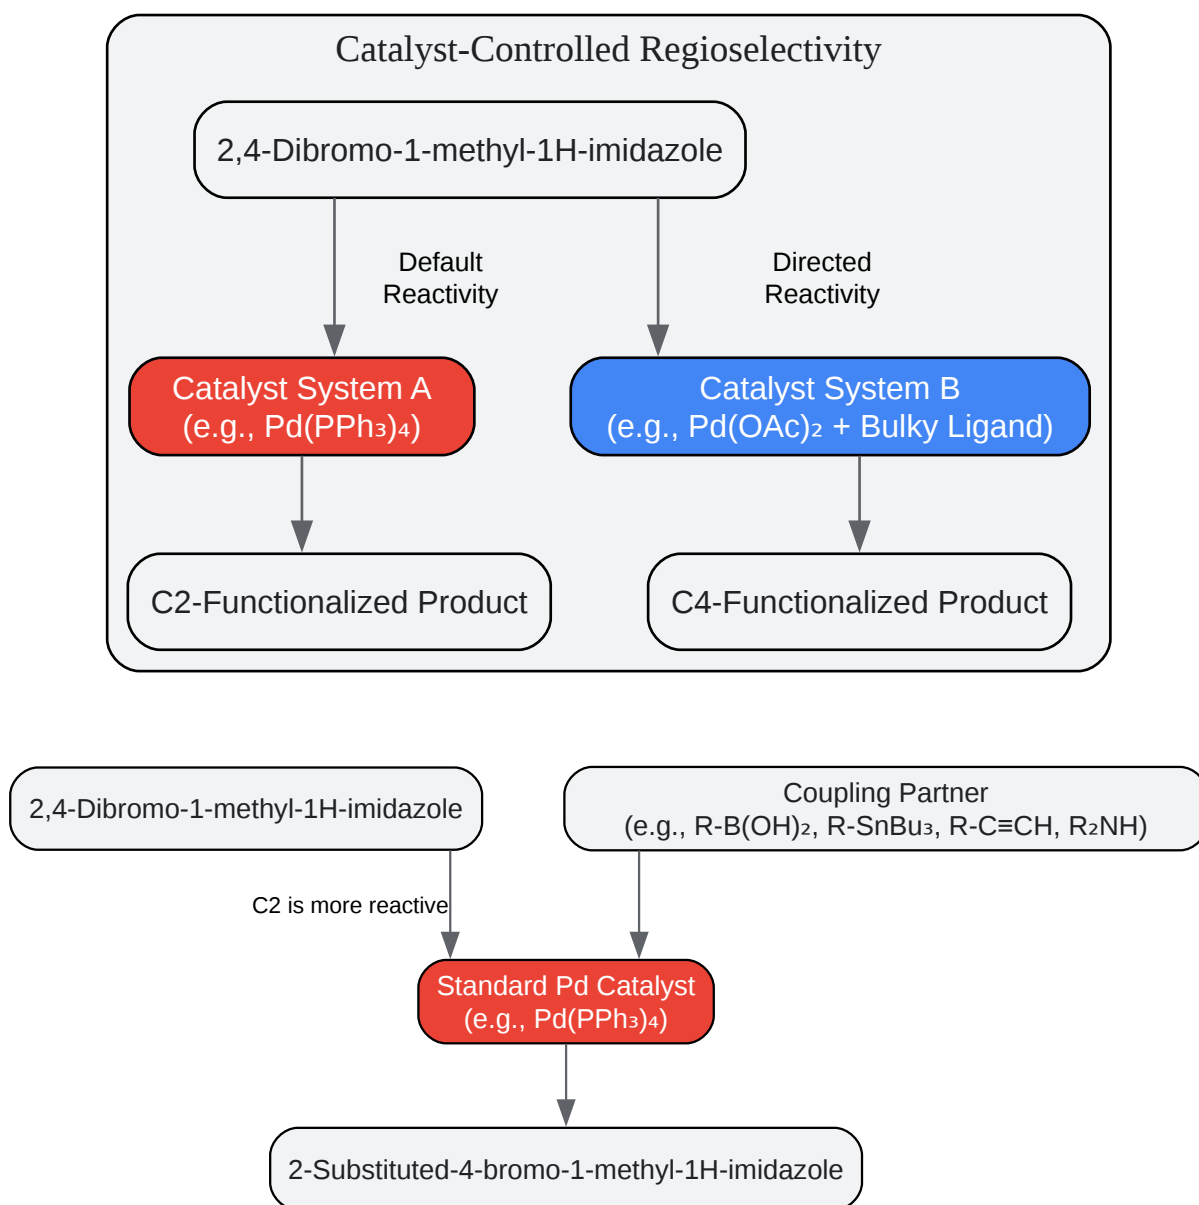 Catalyst-Controlled Regioselectivity
2,4-Dibromo-1-methyl-1H-imidazole
Default
Reactivity
Directed
Reactivity
Catalyst System A
(e.g., Pd(PPh₃)₄)
Catalyst System B
(e.g., Pd(OAc)₂ + Bulky Ligand)
C2-Functionalized Product
C4-Functionalized Product
2,4-Dibromo-1-methyl-1H-imidazole
Coupling Partner
(e.g., R-B(OH)₂, R-SnBu₃, R-C≡CH, R₂NH)
C2 is more reactive
Standard Pd Catalyst
(e.g., Pd(PPh₃)₄)
2-Substituted-4-bromo-1-methyl-1H-imidazole